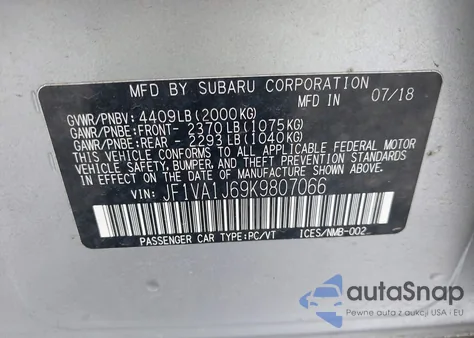 MFD BY SUBARU CORPORATION
MFD IN 07/18
GVWR/PNBV: 4409LB(2000KG)
GAWR/PNBE:FRONT- 2370LB(1075KG)
GAWR/PNBE:REAR - 2293LB(1040KG)
THIS VEHICLE CONFORMS TO ALL APPLICABLE FEDERAL MOTOR
VEHICLE SAFETY, BUMPER, AND THEFT
PREVENTION STANDARDS IN EFFECT ON THE DATE OF
MANUFACTURE SHOWN ABOVE.
VIN: JF1VA1J69K9807066
PASSENGER CAR TYPE:PC/VT ICES/NMB-002
autoSnap
Pewne auta z aukcji USA i EU